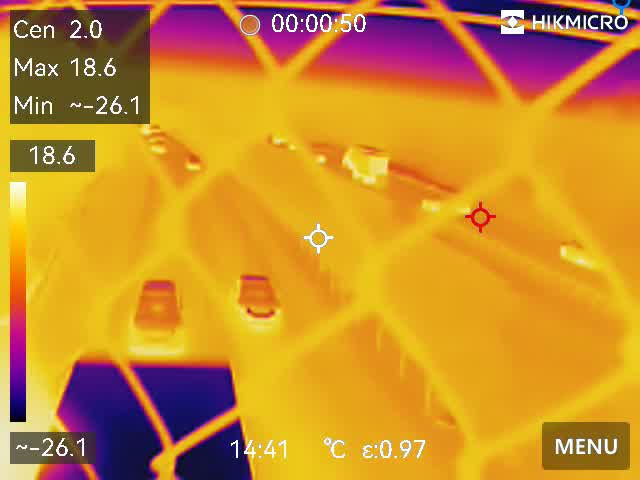 Cen 2.0
Max 18.6
Min ~-26.1
00:00:50
HIKMICRO
18.6
~-26.1
14:41 ℃ ε:0.97
MENU